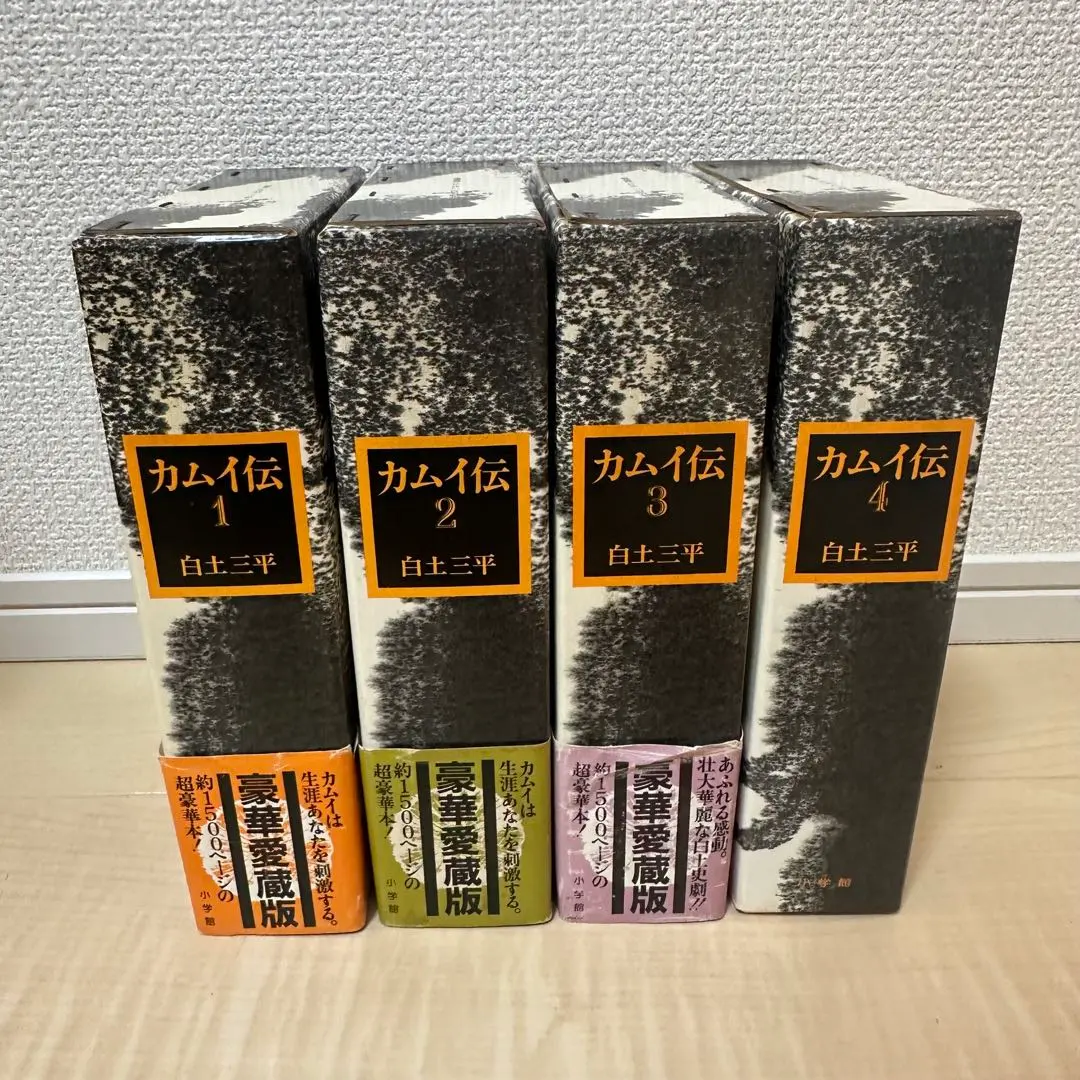 カムイ伝
1
白土三平
カムイは
生涯あなたを刺激する。
豪華愛蔵版
約1500ページの
超豪華本！
小学館
カムイ伝
2
白土三平
カムイは
生涯あなたを刺激する。
豪華愛蔵版
約1500ページの
超豪華本！
小学館
カムイ伝
3
白土三平
あふれる感動。
壮大華麗な白土史劇!!
豪華愛蔵版
約1500ページの
超豪華本！
小学館
カムイ伝
4
白土三平
小学館